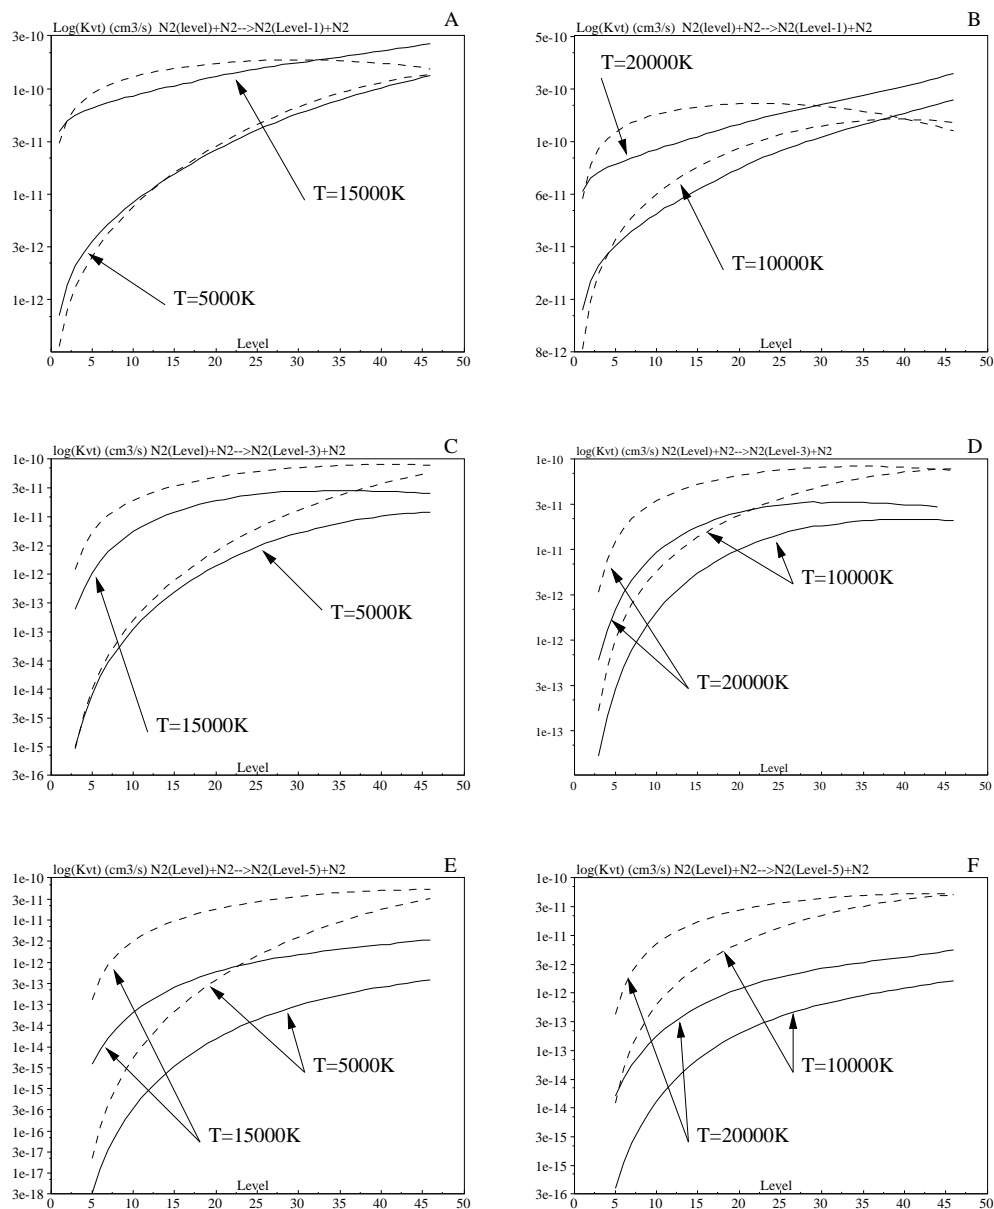 A
Log(Kvt) (cm3/s) N2(level)+N2-->N2(Level-1)+N2
3e-10
1e-10
3e-11
1e-11
3e-12
1e-12
T=15000K
T=5000K
Level
0 5 10 15 20 25 30 35 40 45 50
B
Log(Kvt) (cm3/s) N2(level)+N2-->N2(Level-1)+N2
5e-10
3e-10
1e-10
6e-11
3e-11
2e-11
8e-12
T=20000K
T=10000K
Level
0 5 10 15 20 25 30 35 40 45 50
C
log(Kvt) (cm3/s) N2(Level)+N2-->N2(Level-3)+N2
1e-10
3e-11
1e-11
3e-12
1e-12
3e-13
1e-13
3e-14
1e-14
3e-15
1e-15
3e-16
T=5000K
T=15000K
Level
0 5 10 15 20 25 30 35 40 45 50
D
log(Kvt) (cm3/s) N2(Level)+N2-->N2(Level-3)+N2
1e-10
3e-11
1e-11
3e-12
1e-12
3e-13
1e-13
T=10000K
T=20000K
Level
0 5 10 15 20 25 30 35 40 45 50
E
log(Kvt) (cm3/s) N2(Level)+N2-->N2(Level-5)+N2
1e-10
3e-11
1e-11
3e-12
1e-12
3e-13
1e-13
3e-14
1e-14
3e-15
1e-15
3e-16
1e-16
3e-17
1e-17
3e-18
T=5000K
T=15000K
Level
0 5 10 15 20 25 30 35 40 45 50
F
log(Kvt) (cm3/s) N2(Level)+N2-->N2(Level-5)+N2
1e-10
3e-11
1e-11
3e-12
1e-12
3e-13
1e-13
3e-14
1e-14
3e-15
1e-15
3e-16
T=10000K
T=20000K
Level
0 5 10 15 20 25 30 35 40 45 50